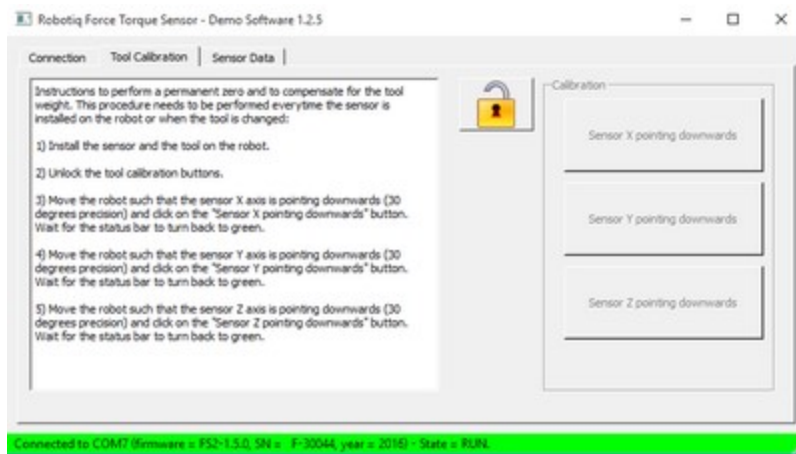 Robotiq Force Torque Sensor - Demo Software 1.2.5
Connection
Tool Calibration
Sensor Data
Instructions to perform a permanent zero and to compensate for the tool
weight. This procedure needs to be performed everytime the sensor is
installed on the robot or when the tool is changed:
1) Install the sensor and the tool on the robot.
2) Unlock the tool calibration buttons.
3) Move the robot such that the sensor X axis is pointing downwards (30
degrees precision) and click on the "Sensor X pointing downwards" button.
Wait for the status bar to turn back to green.
4) Move the robot such that the sensor Y axis is pointing downwards (30
degrees precision) and click on the "Sensor Y pointing downwards" button.
Wait for the status bar to turn back to green.
5) Move the robot such that the sensor Z axis is pointing downwards (30
degrees precision) and click on the "Sensor Z pointing downwards" button.
Wait for the status bar to turn back to green.
Calibration
Sensor X pointing downwards
Sensor Y pointing downwards
Sensor Z pointing downwards
Connected to COM7 (firmware = FS2-1.5.0, SN = F-30044, year = 2016) - State = RUN.